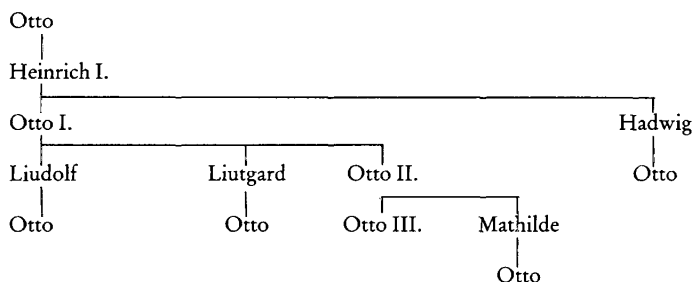 Otto
Heinrich I.
Otto I. Hadwig
Liudolf Liutgard Otto II. Otto
Otto Otto Otto III. Mathilde
Otto